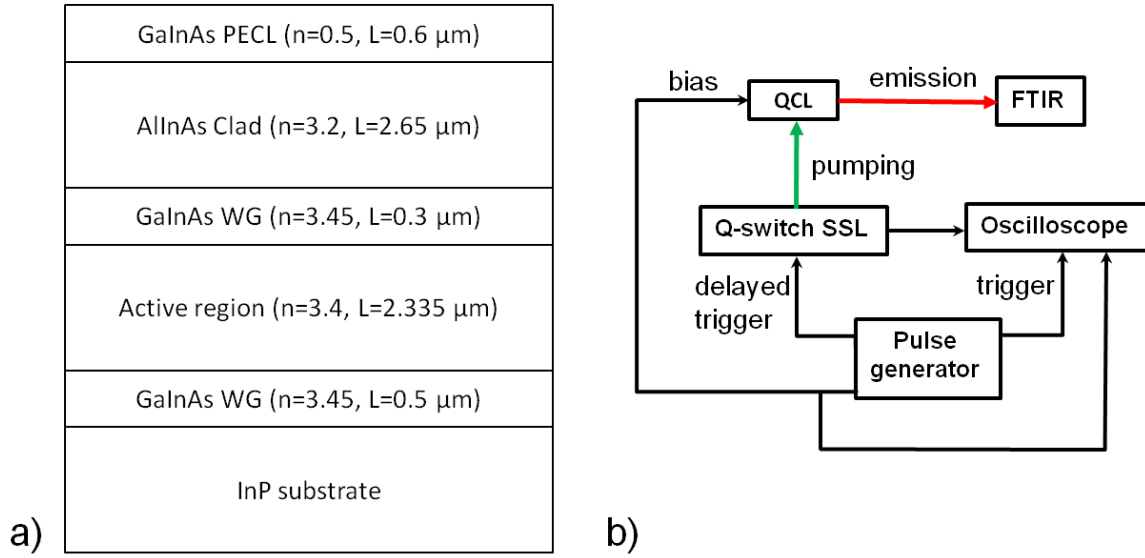 GaInAs PECL (n=0.5, L=0.6 µm)
AlInAs Clad (n=3.2, L=2.65 µm)
GaInAs WG (n=3.45, L=0.3 µm)
Active region (n=3.4, L=2.335 µm)
GaInAs WG (n=3.45, L=0.5 µm)
InP substrate
a)
bias
QCL
emission
FTIR
pumping
Q-switch SSL
Oscilloscope
delayed
trigger
trigger
Pulse
generator
b)